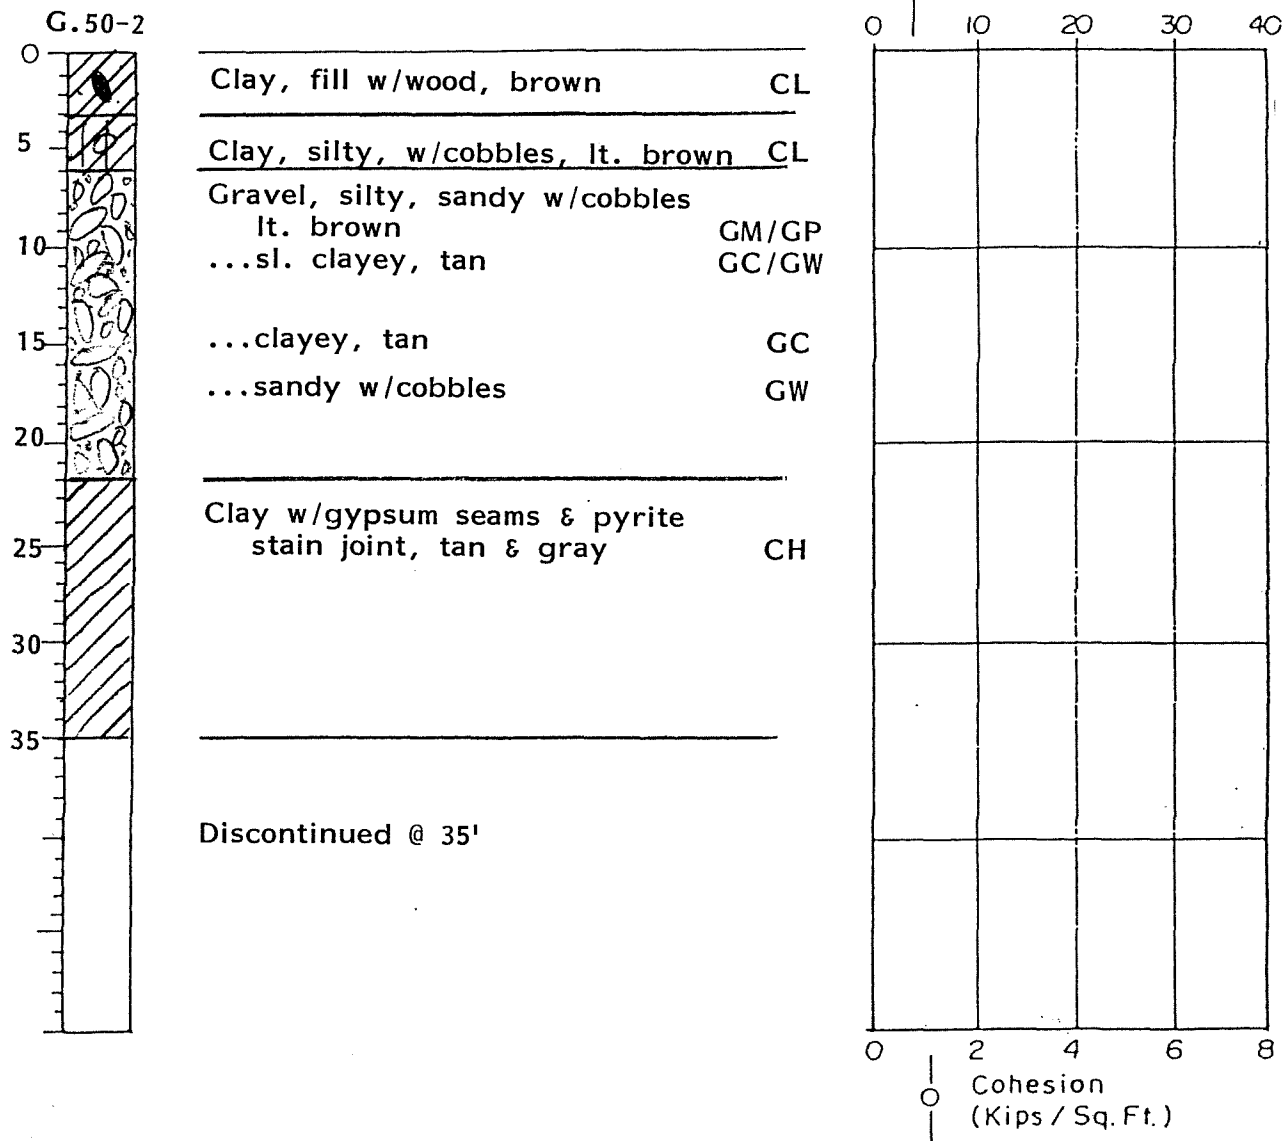 G.50-2
0 10 20 30 40
0
Clay, fill w/wood, brown CL
5
Clay, silty, w/cobbles, lt. brown CL
Gravel, silty, sandy w/cobbles
lt. brown GM/GP
10
...sl. clayey, tan GC/GW
15
...clayey, tan GC
...sandy w/cobbles GW
20
Clay w/gypsum seams & pyrite
25
stain joint, tan & gray CH
30
35
Discontinued @ 35'
0 2 4 6 8
Cohesion
(Kips / Sq. Ft.)